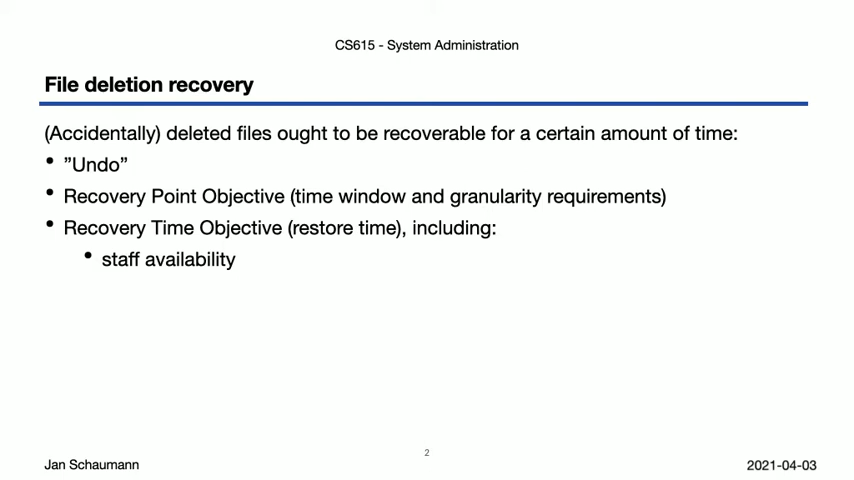 CS615 - System Administration
File deletion recovery
(Accidentally) deleted files ought to be recoverable for a certain amount of time:
• ”Undo”
• Recovery Point Objective (time window and granularity requirements)
• Recovery Time Objective (restore time), including:
• staff availability
2
Jan Schaumann
2021-04-03